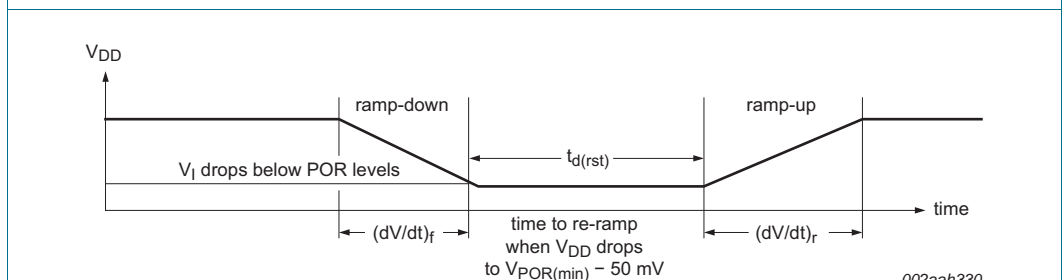 VDD
ramp-down
ramp-up
td(rst)
VI drops below POR levels
time
(dV/dt)f
time to re-ramp
when VDD drops
to VPOR(min) − 50 mV
(dV/dt)r
002aah330